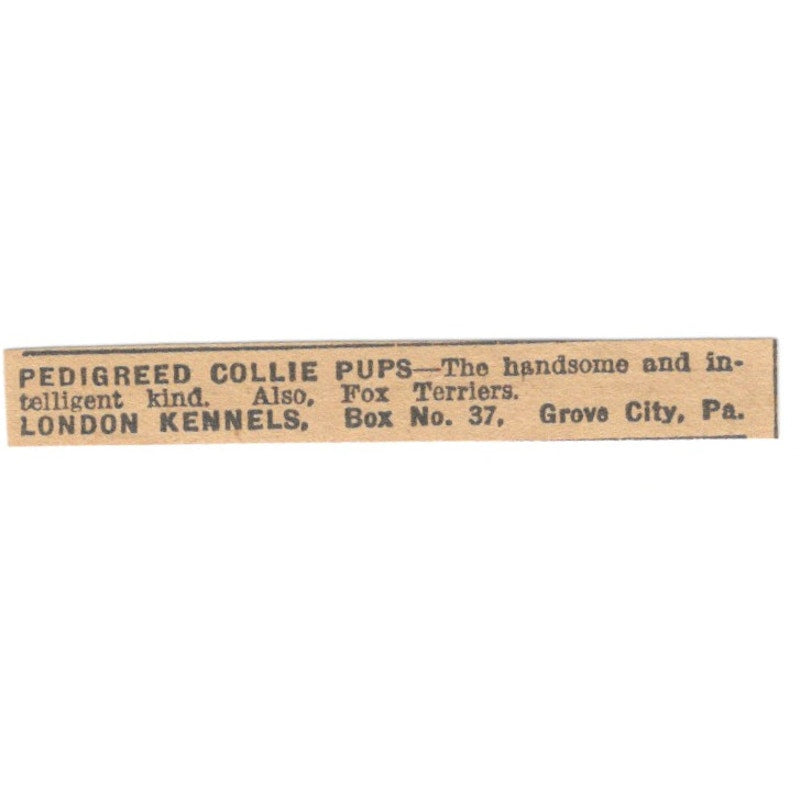 PEDIGREED COLLIE PUPS—The handsome and in-
telligent kind. Also, Fox Terriers.
LONDON KENNELS, Box No. 37, Grove City, Pa.